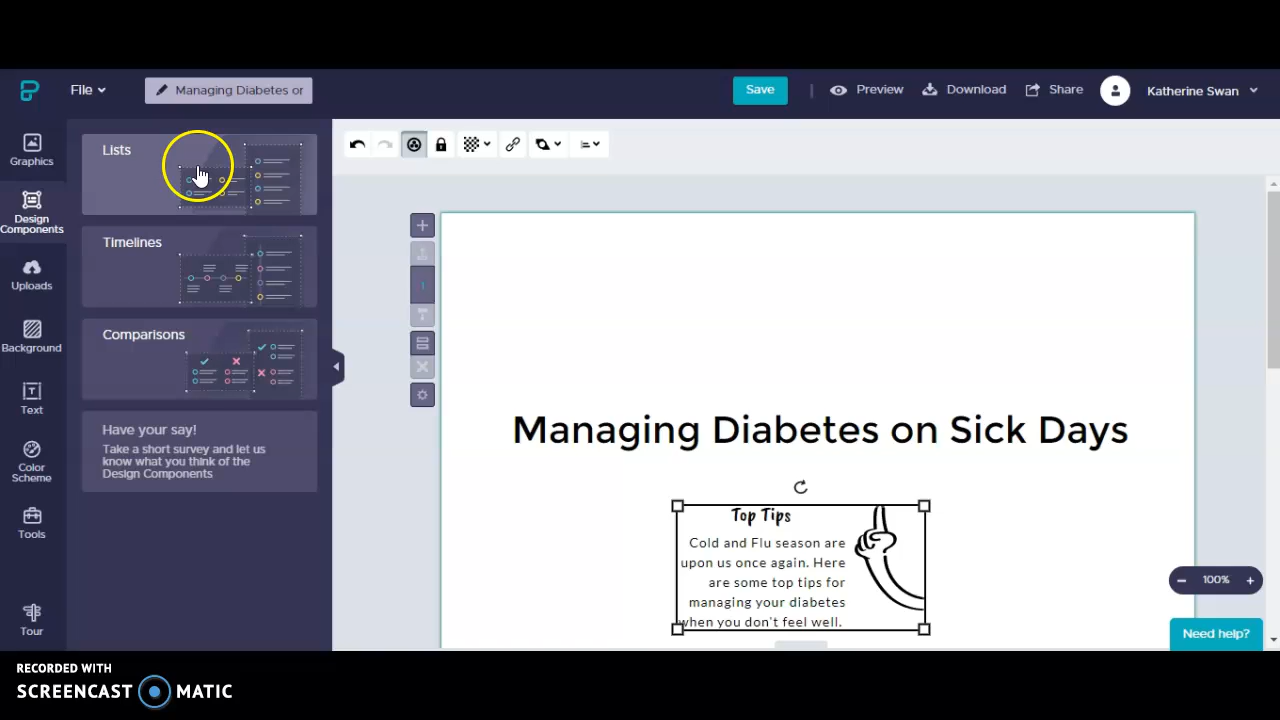 File
Managing Diabetes or
Save
Preview
Download
Share
Katherine Swan
Graphics
Design
Components
Uploads
Background
Text
Color
Scheme
Tools
Tour
Lists
Timelines
Comparisons
Have your say!
Take a short survey and let us
know what you think of the
Design Components
1
Managing Diabetes on Sick Days
Top Tips
Cold and Flu season are
upon us once again. Here
are some top tips for
managing your diabetes
when you don't feel well.
100%
Need help?
RECORDED WITH
SCREENCAST MATIC